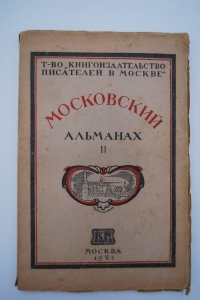 Т-ВО „КНИГОИЗДАТЕЛЬСТВО
ПИСАТЕЛЕЙ В МОСКВЕ“
МОСКОВСКИЙ
АЛЬМАНАХ
II
МОСКВА